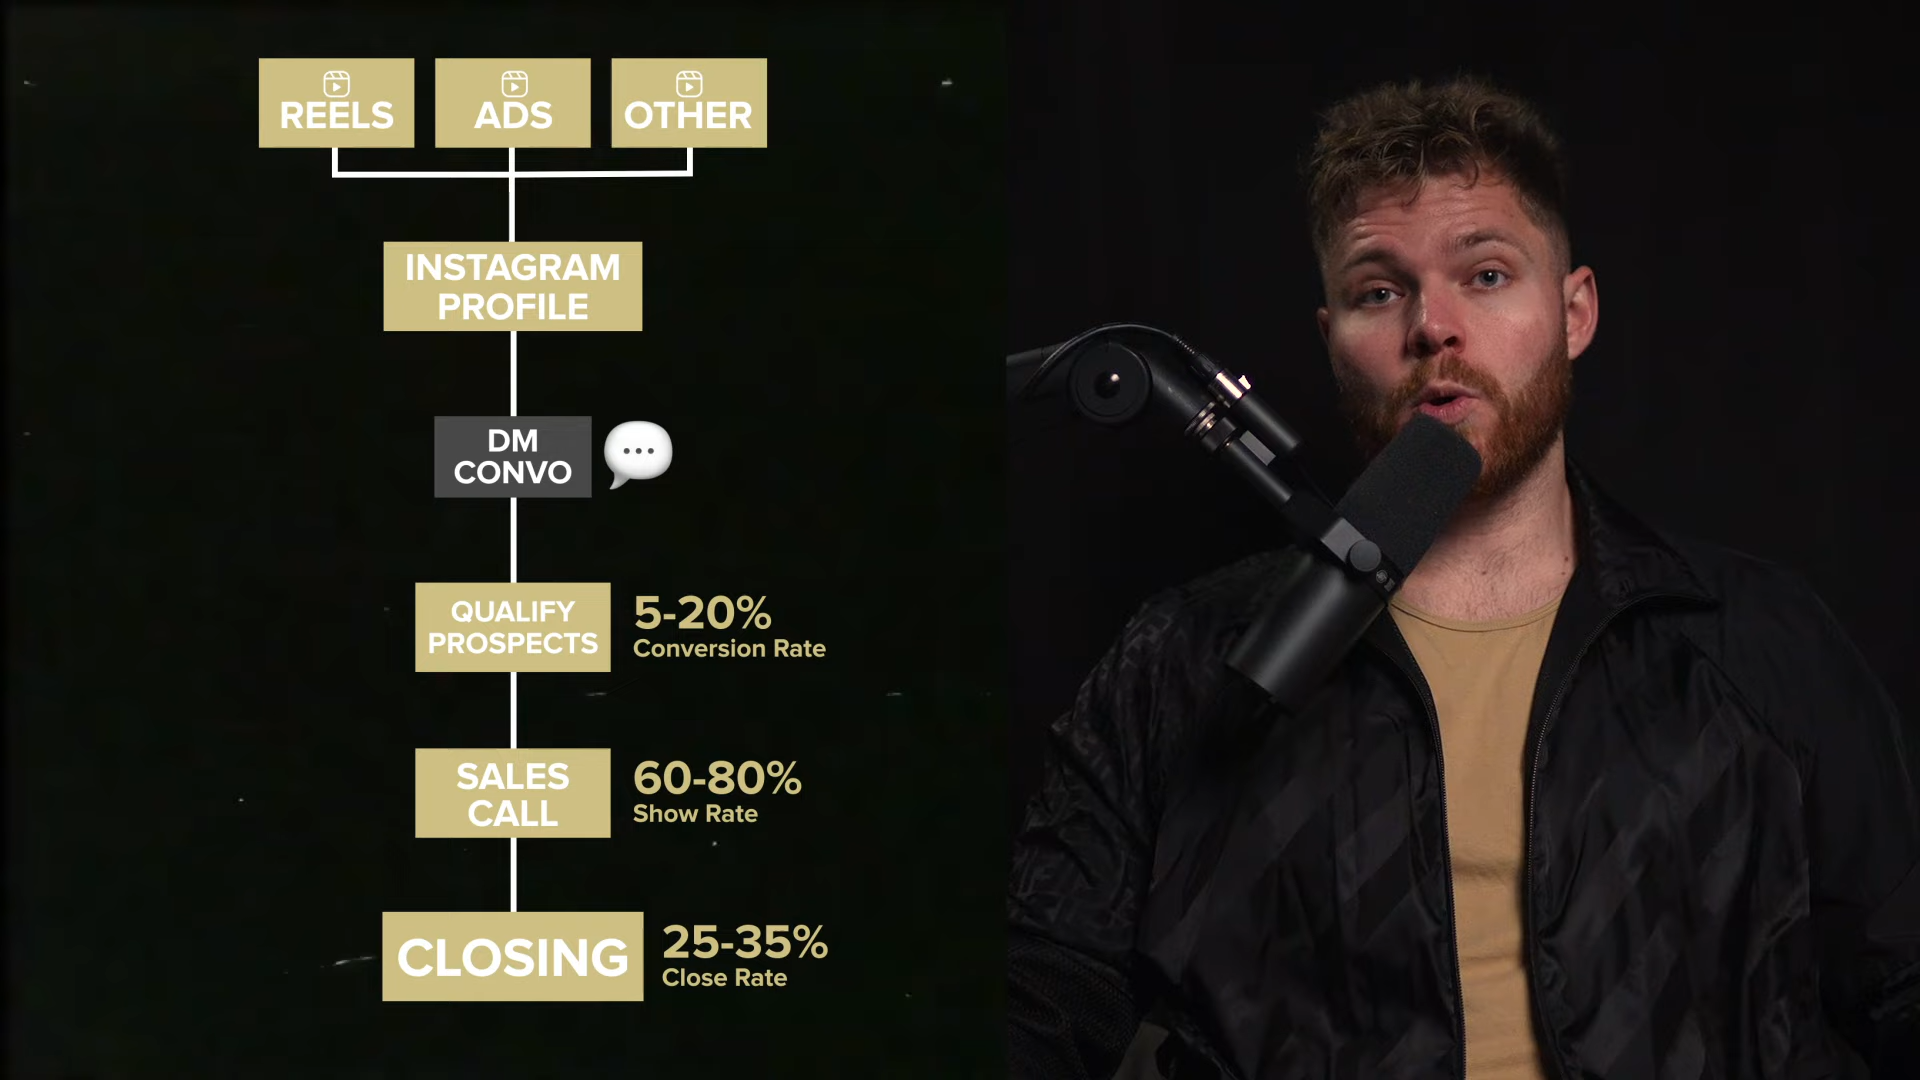 REELS
ADS
OTHER
INSTAGRAM
PROFILE
DM
CONVO
QUALIFY
PROSPECTS
5-20%
Conversion Rate
SALES
CALL
60-80%
Show Rate
CLOSING
25-35%
Close Rate